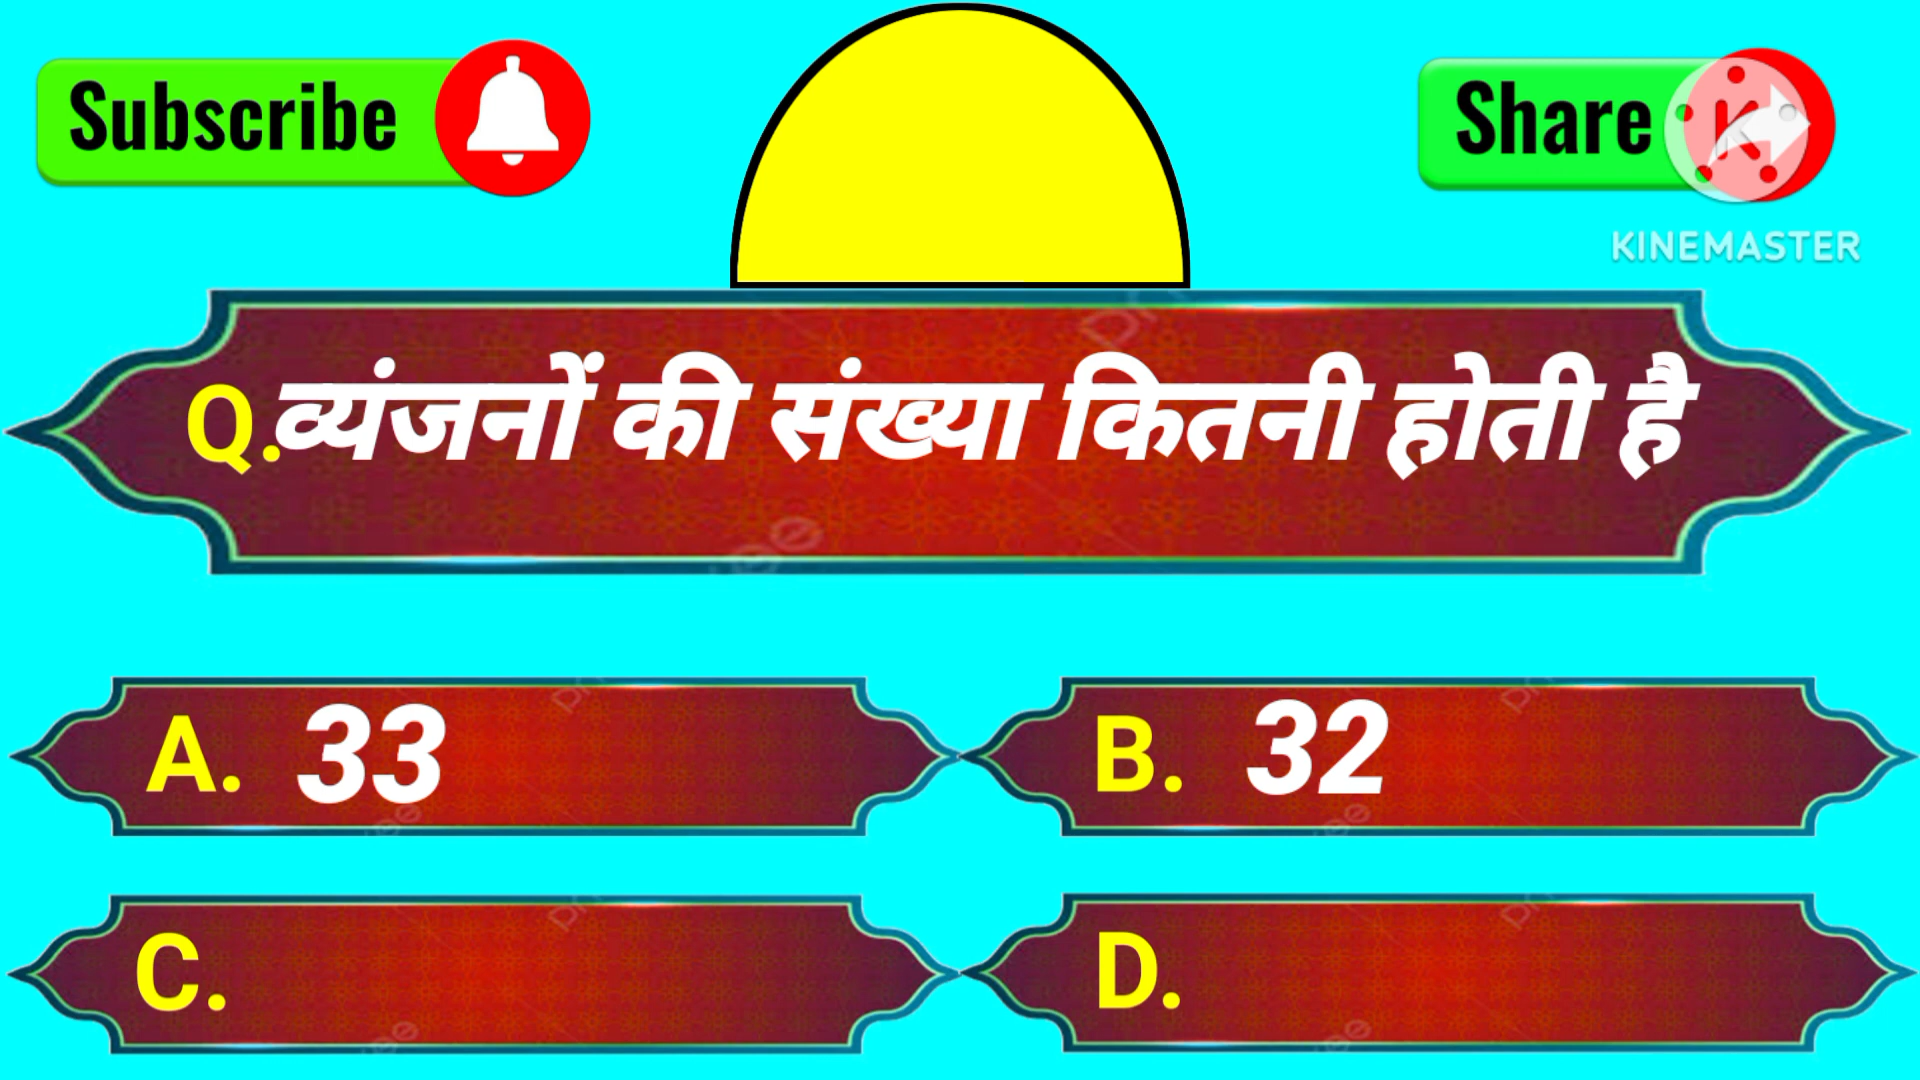 Subscribe
Share
KINEMASTER
Q.व्यंजनों की संख्या कितनी होती है
A. 33
B. 32
C.
D.